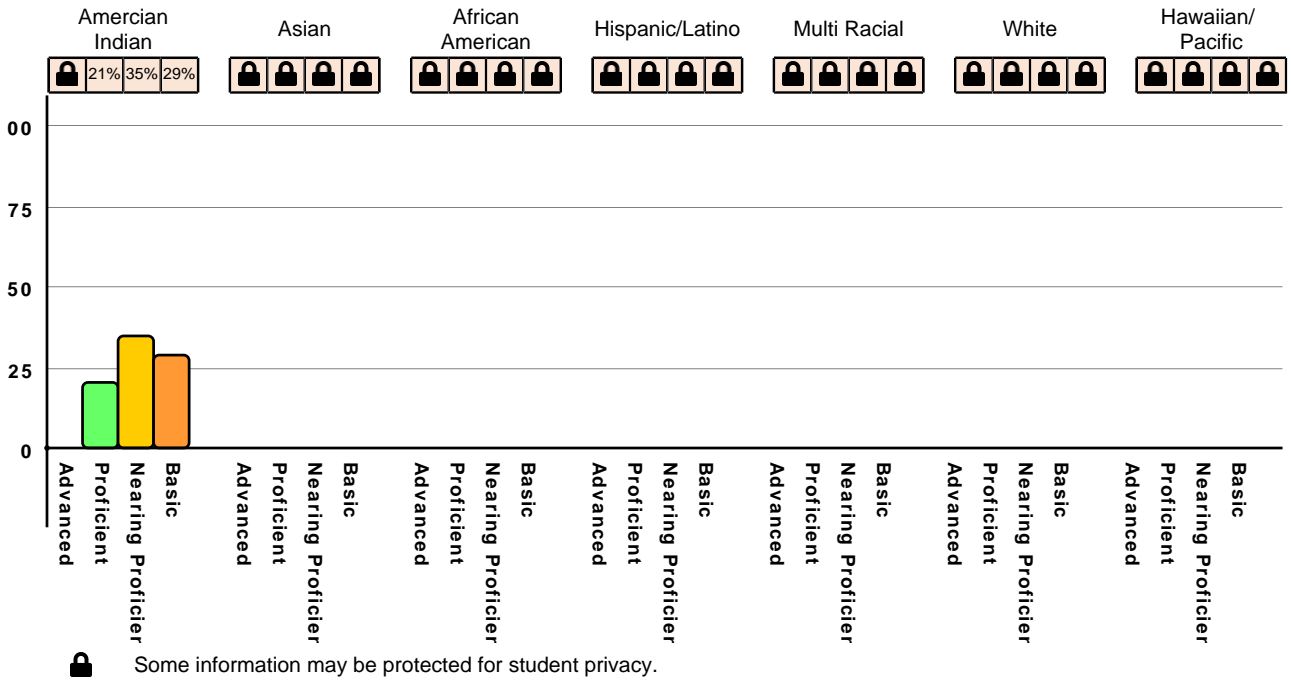 Amercian
Indian
Asian
African
American
Hispanic/Latino
Multi Racial
White
Hawaiian/
Pacific
21% 35% 29%
00
75
50
25
0
Advanced
Proficient
Nearing Proficier
Basic
Advanced
Proficient
Nearing Proficier
Basic
Advanced
Proficient
Nearing Proficier
Basic
Advanced
Proficient
Nearing Proficier
Basic
Advanced
Proficient
Nearing Proficier
Basic
Advanced
Proficient
Nearing Proficier
Basic
Advanced
Proficient
Nearing Proficier
Basic
Some information may be protected for student privacy.